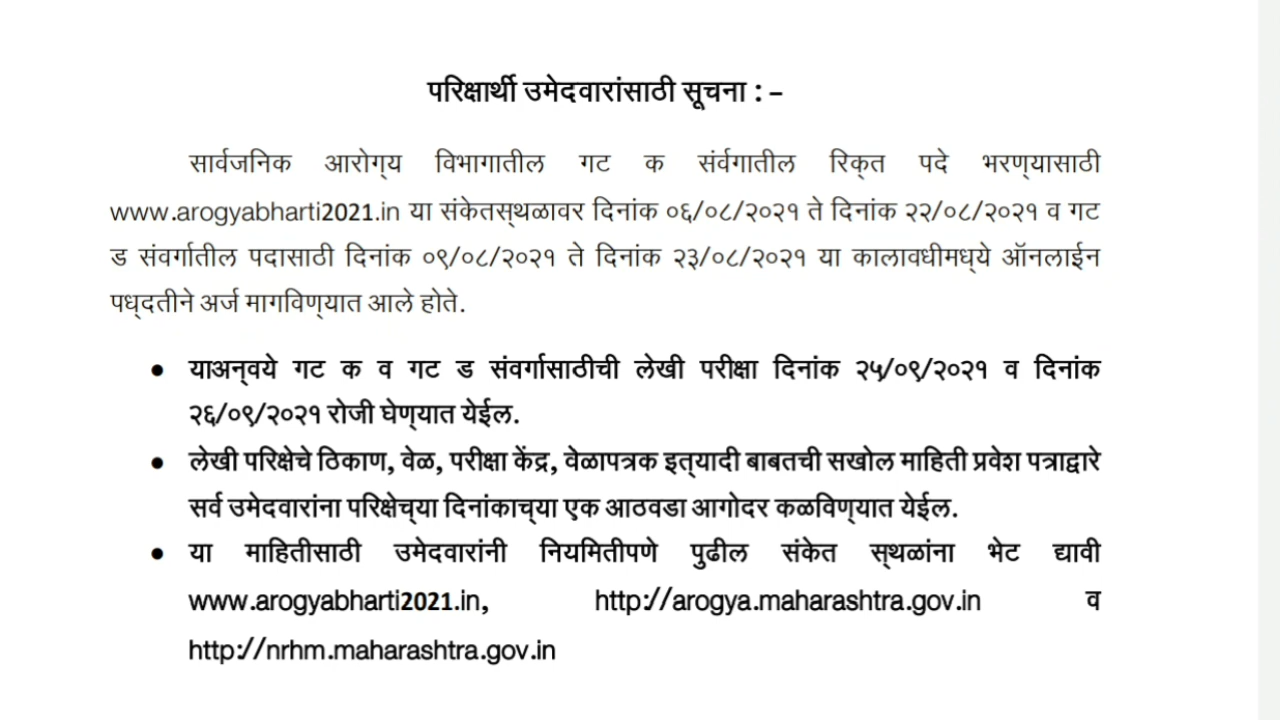 परिक्षार्थी उमेदवारांसाठी सूचना : –
सार्वजनिक आरोग्‍य विभागातील गट क संर्वगातील रिक्‍त पदे भरण्‍यासाठी
www.arogyabharti2021.in या संकेतस्‍थळावर दिनांक ०६/०८/२०२१ ते दिनांक २२/०८/२०२१ व गट
ड संवर्गातील पदासाठी दिनांक ०९/०८/२०२१ ते दिनांक २३/०८/२०२१ या कालावधीमध्‍ये ऑनलाईन
पध्‍दतीने अर्ज मागविण्‍यात आले होते.
• याअन्‍वये गट क व गट ड संवर्गासाठीची लेखी परीक्षा दिनांक २५/०९/२०२१ व दिनांक
२६/०९/२०२१ रोजी घेण्‍यात येईल.
• लेखी परिक्षेचे ठिकाण, वेळ, परीक्षा केंद्र, वेळापत्रक इत्‍यादी बाबतची सखोल माहिती प्रवेश पत्राद्वारे
सर्व उमेदवारांना परिक्षेच्‍या दिनांकाच्‍या एक आठवडा आगोदर कळविण्‍यात येईल.
• या माहितीसाठी उमेदवारांनी नियमितीपणे पुढील संकेत स्‍थळांना भेट द्यावी
www.arogyabharti2021.in, http://arogya.maharashtra.gov.in व
http://nrhm.maharashtra.gov.in